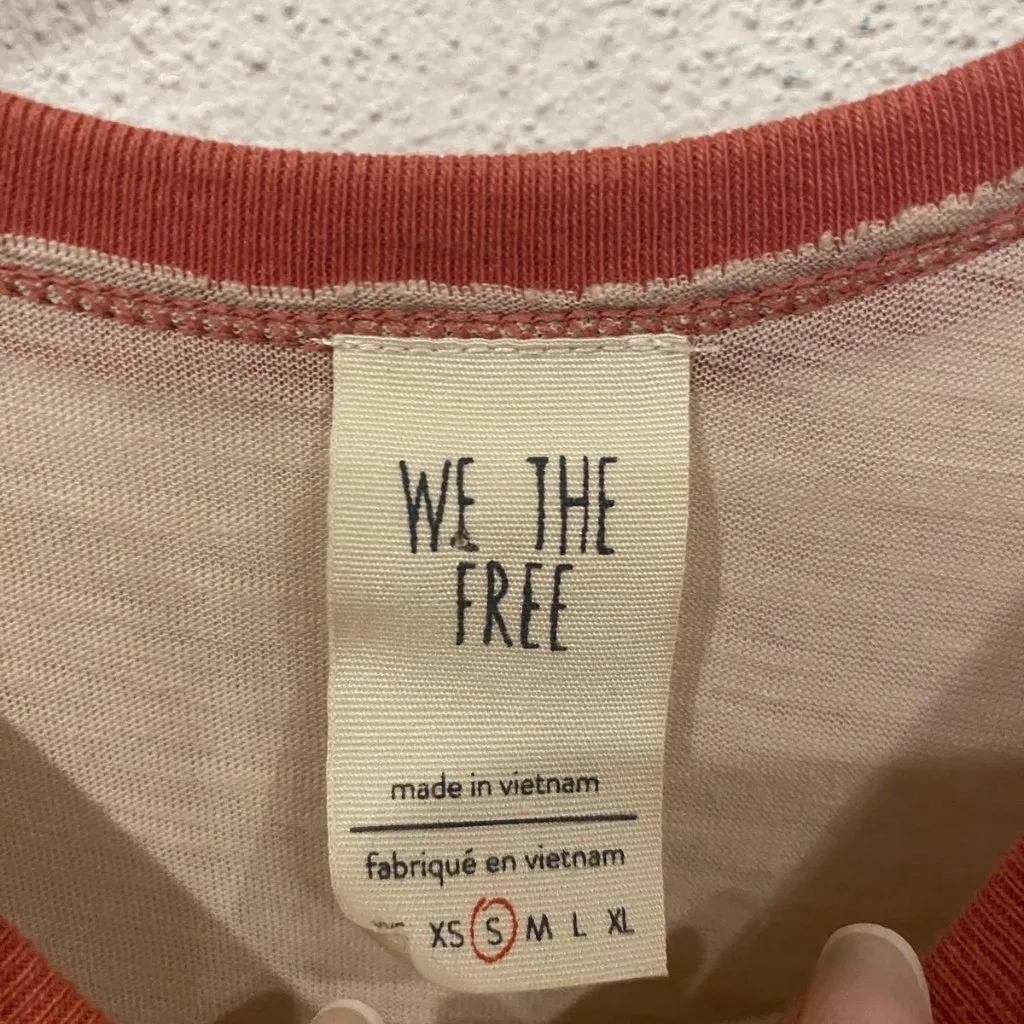 WE THE
FREE
made in vietnam
fabriqué en vietnam
XS S M L XL